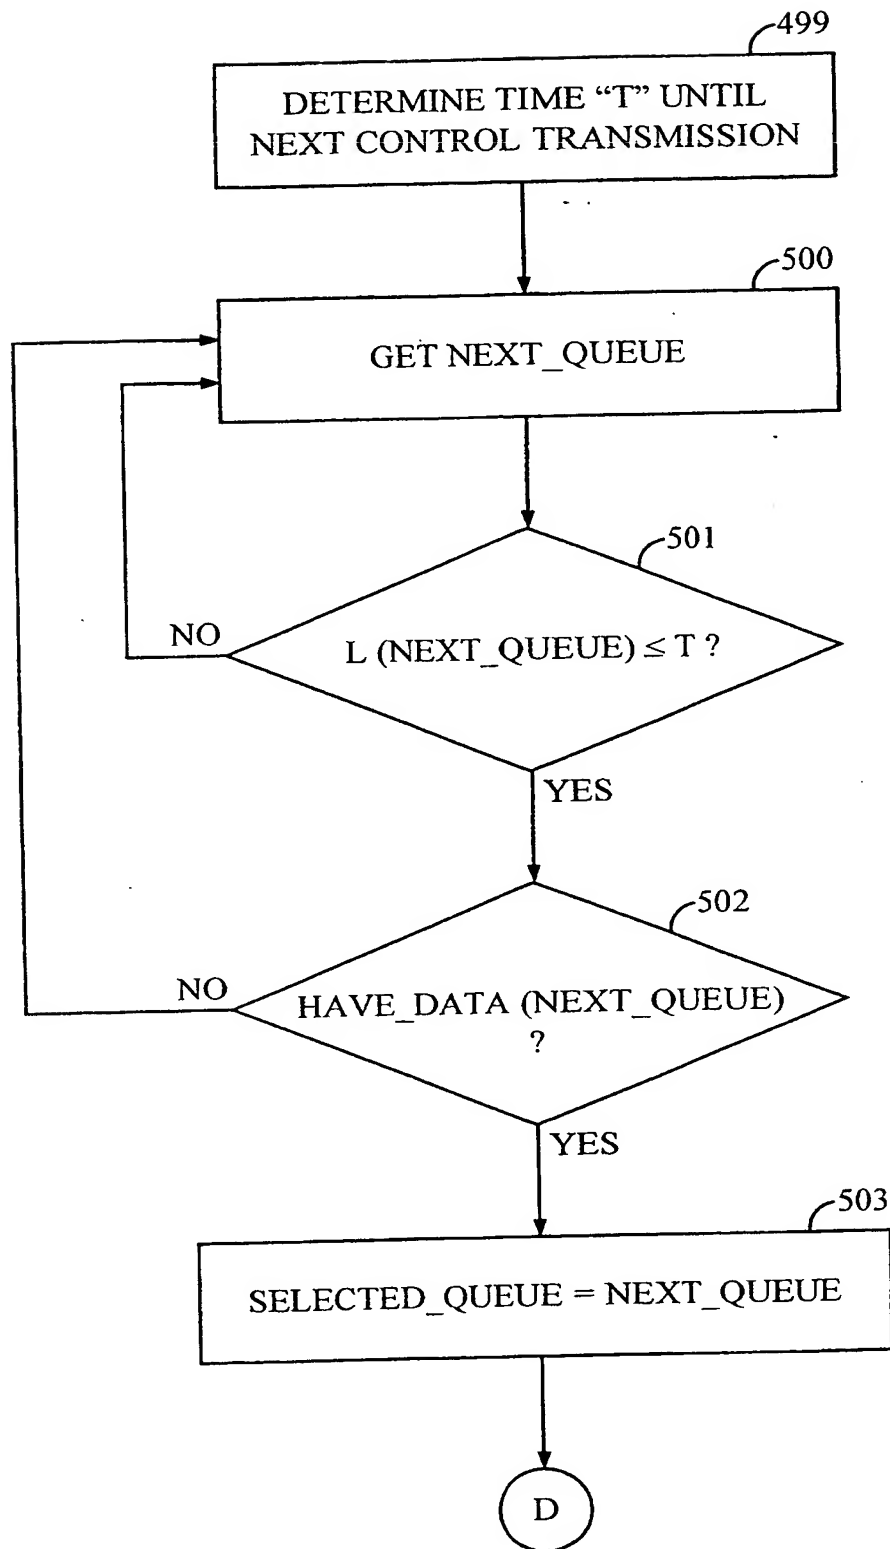 499
DETERMINE TIME “T” UNTIL
NEXT CONTROL TRANSMISSION
500
GET NEXT_QUEUE
501
L (NEXT_QUEUE) ≤ T ?
NO
YES
502
HAVE_DATA (NEXT_QUEUE)
?
NO
YES
503
SELECTED_QUEUE = NEXT_QUEUE
D